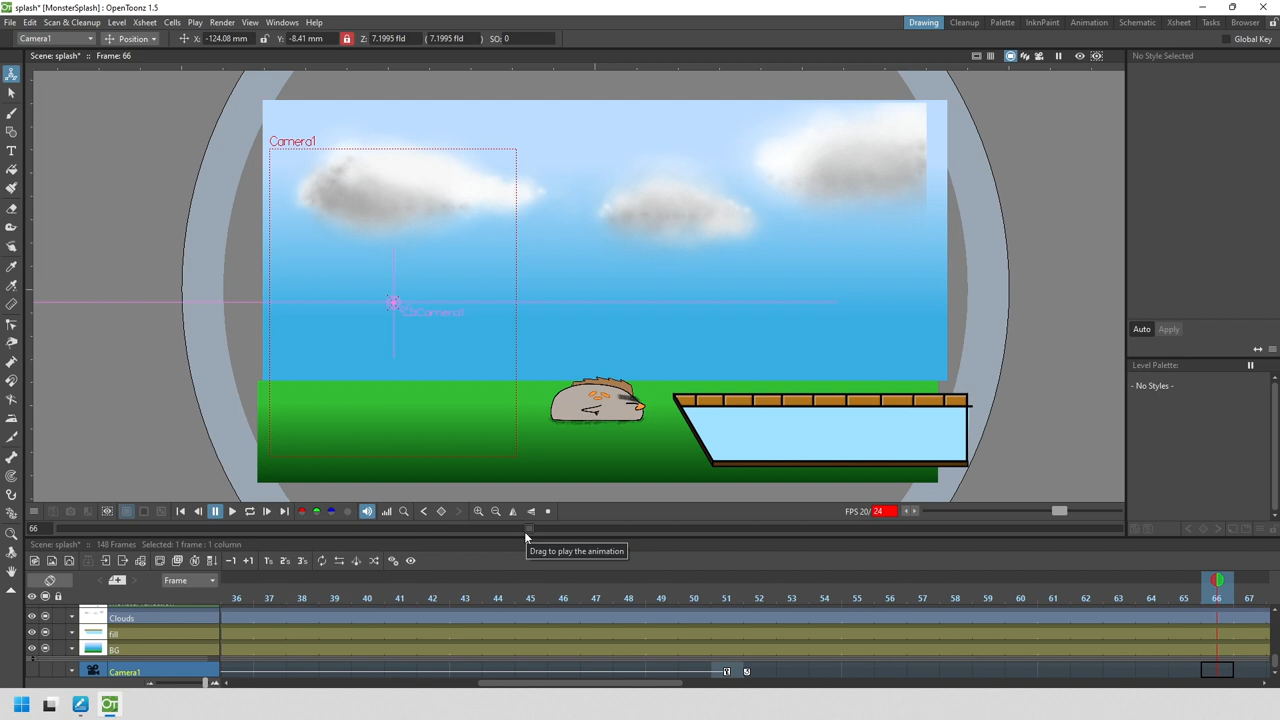 splash* [MonsterSplash] : OpenToonz 1.5
File Edit Scan & Cleanup Level Xsheet Cells Play Render View Windows Help
Drawing Cleanup Palette InknPaint Animation Schematic Xsheet Tasks Browser
Camera1 Position X: -124.08 mm Y: -8.41 mm Z: 7.1995 fld ( 7.1995 fld ) SO: 0 Global Key
Scene: splash* :: Frame: 66
No Style Selected
Camera1
Auto Apply
Level Palette:
- No Styles -
FPS 20/ 24
66
Drag to play the animation
Scene: splash* :: 148 Frames Selected: 1 frame : 1 column
-1 +1 1's 2's 3's
Frame
36 37 38 39 40 41 42 43 44 45 46 47 48 49 50 51 52 53 54 55 56 57 58 59 60 61 62 63 64 65 66 67
Clouds
fill
BG
Camera1